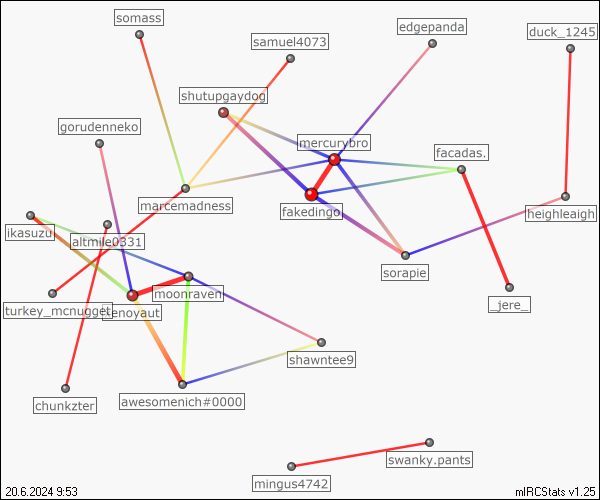 somass
edgepanda
samuel4073
duck_1245
shutupgaydog
gorudenneko
mercurybro
facadas.
marcemadness
fakedingo
heighleaigh
ikasuzu
altmile0331
sorapie
moonraven
turkey_mcnugget
_jere_
shawntee9
awesomenich#0000
chunkzter
swanky.pants
mingus4742
20.6.2024 9:53
mIRCStats v1.25